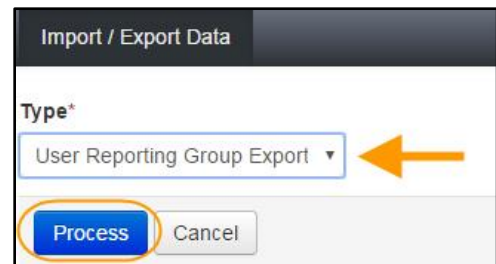 Import / Export Data
Type*
User Reporting Group Export
Process Cancel